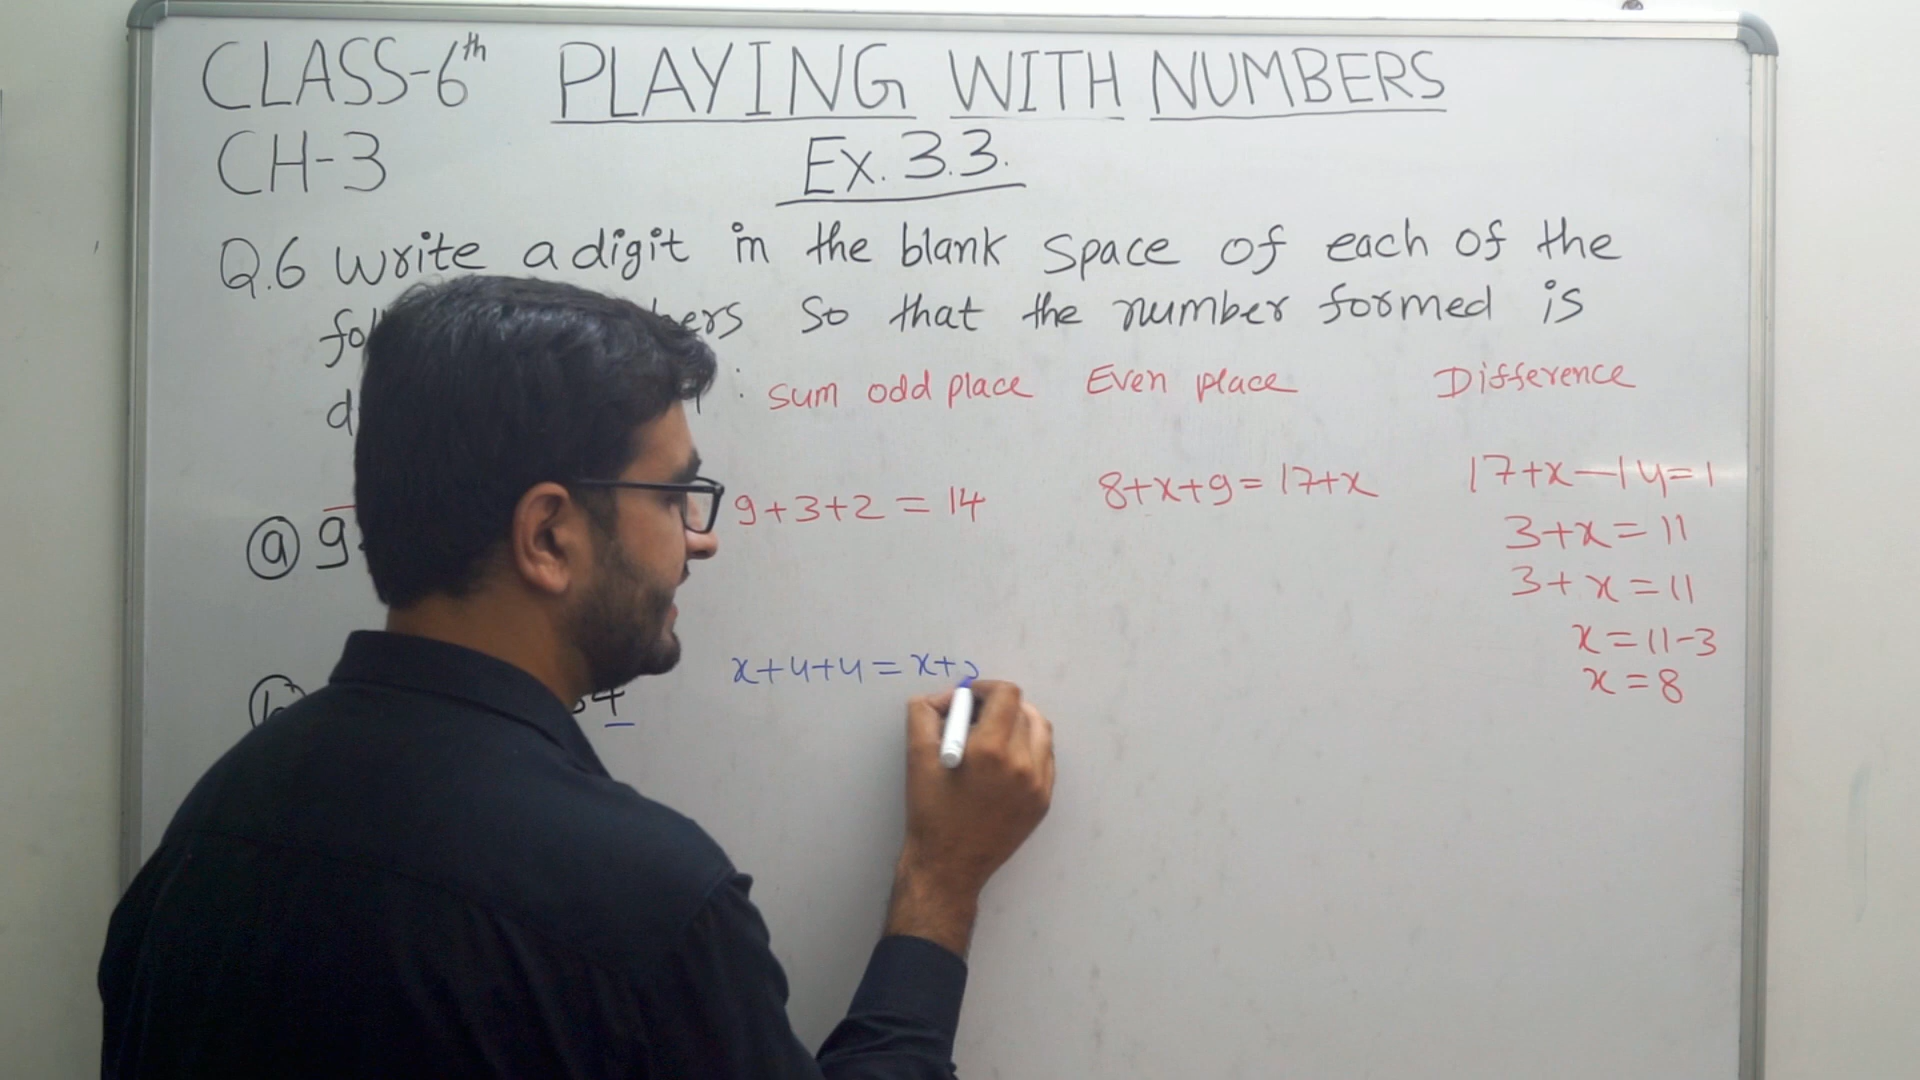 CLASS-6th PLAYING WITH NUMBERS
CH-3 Ex. 3.3.
Q.6 Write a digit in the blank space of each of the
so that the number formed is
: sum odd place Even place Difference
(a) 9 9+3+2 = 14 8+x+9 = 17+x 17+x-14=1
3+x = 11
3+x = 11
x = 11-3
x = 8
4 x+4+4 = x+